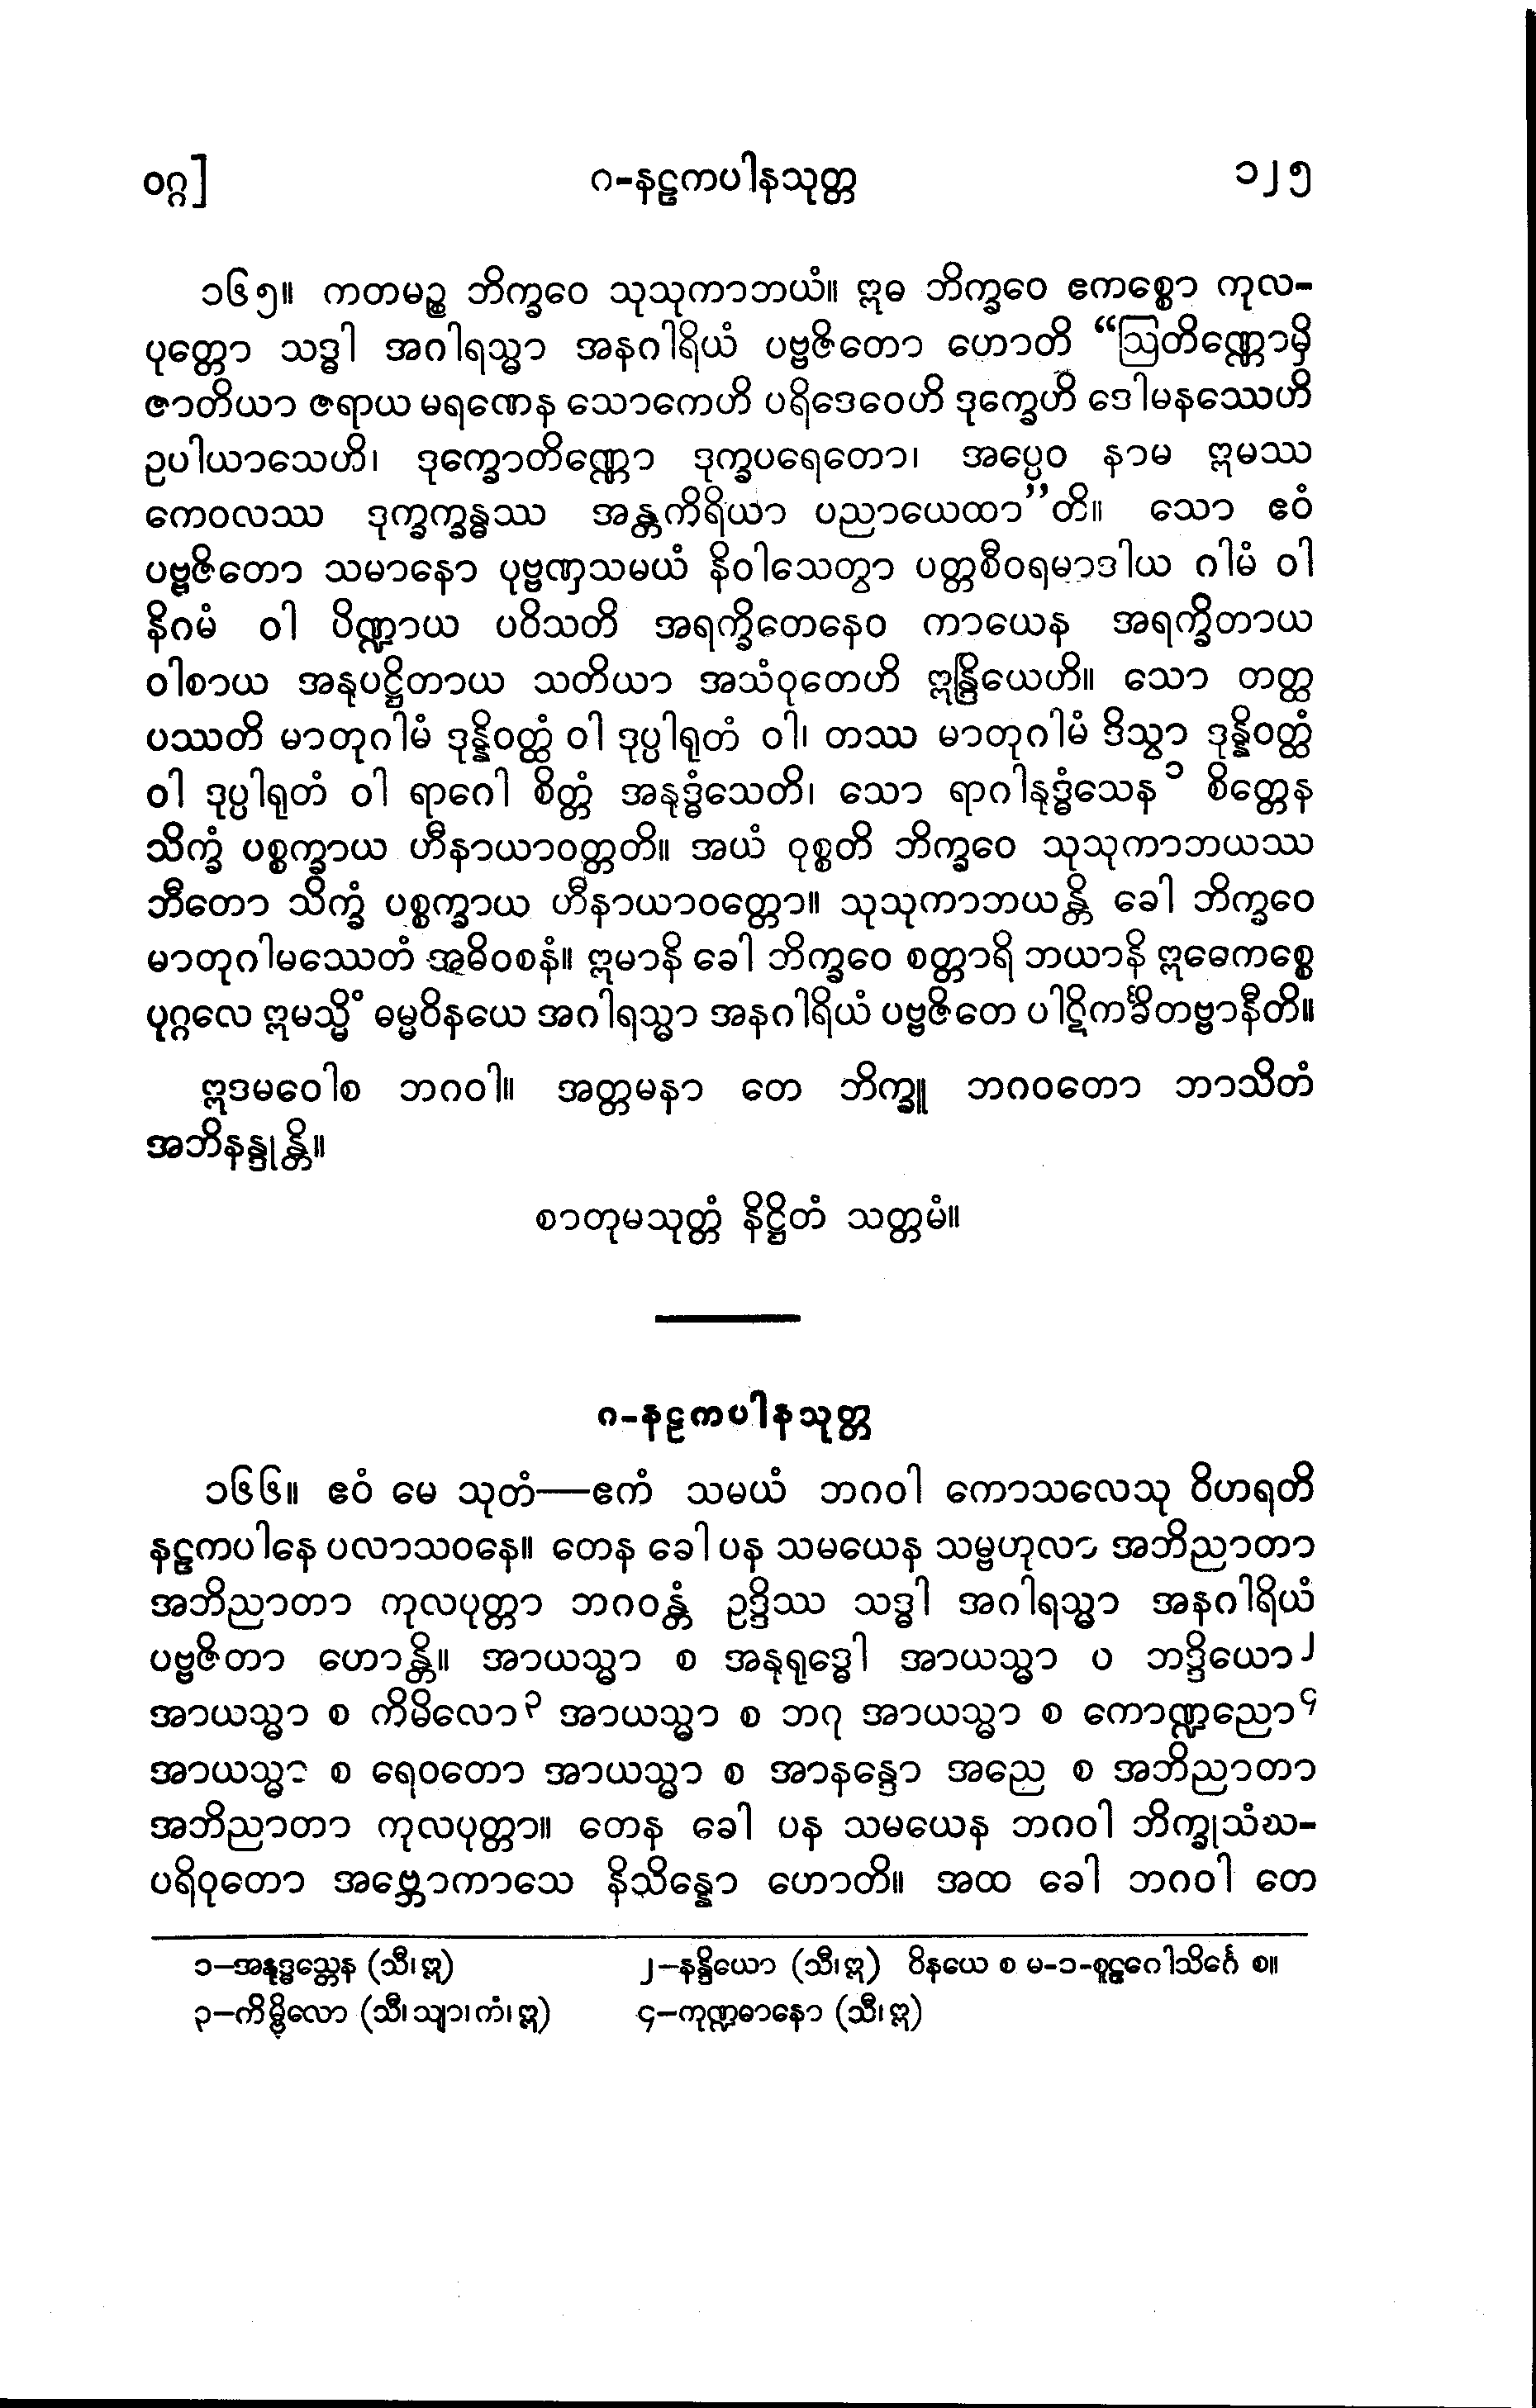 ဝဂ္ဂ]
ဂ-နဠကပါနသုတ္တ
၁၂၅
၁၆၅။ ကတမဉ္စ ဘိက္ခဝေ သုသုကာဘယံ။ ဣဓ ဘိက္ခဝေ ဧကစ္စော ကုလ-
ပုတ္တော သဒ္ဓါ အဂါရသ္မာ အနဂါရိယံ ပဗ္ဗဇိတော ဟောတိ “ဩတိဏ္ဏောမှိ
ဇာတိယာ ဇရာယ မရဏေန သောကေဟိ ပရိဒေဝေဟိ ဒုက္ခေဟိ ဒေါမနဿေဟိ
ဥပါယာသေဟိ၊ ဒုက္ခောတိဏ္ဏော ဒုက္ခပရေတော၊ အပ္ပေဝ နာမ ဣမဿ
ကေဝလဿ ဒုက္ခက္ခန္ဓဿ အန္တကိရိယာ ပညာယေထာ”တိ။ သော ဧဝံ
ပဗ္ဗဇိတော သမာနော ပုဗ္ဗဏှသမယံ နိဝါသေတွာ ပတ္တစီဝရမာဒါယ ဂါမံ ဝါ
နိဂမံ ဝါ ပိဏ္ဍာယ ပဝိသတိ အရက္ခိတေနေဝ ကာယေန အရက္ခိတာယ
ဝါစာယ အနုပဋ္ဌိတာယ သတိယာ အသံဝုတေဟိ ဣန္ဒြိယေဟိ။ သော တတ္ထ
ပဿတိ မာတုဂါမံ ဒုန္နိဝတ္ထံ ဝါ ဒုပ္ပါရုတံ ဝါ၊ တဿ မာတုဂါမံ ဒိသွာ ဒုန္နိဝတ္ထံ
ဝါ ဒုပ္ပါရုတံ ဝါ ရာဂေါ စိတ္တံ အနုဒ္ဓံသေတိ၊ သော ရာဂါနုဒ္ဓံသေန၁ စိတ္တေန
သိက္ခံ ပစ္စက္ခာယ ဟီနာယာဝတ္တတိ။ အယံ ဝုစ္စတိ ဘိက္ခဝေ သုသုကာဘယဿ
ဘီတော သိက္ခံ ပစ္စက္ခာယ ဟီနာယာဝတ္တော။ သုသုကာဘယန္တိ ခေါ ဘိက္ခဝေ
မာတုဂါမဿေတံ အဓိဝစနံ။ ဣမာနိ ခေါ ဘိက္ခဝေ စတ္တာရိ ဘယာနိ ဣဓေကစ္စေ
ပုဂ္ဂလေ ဣမသ္မိံ ဓမ္မဝိနယေ အဂါရသ္မာ အနဂါရိယံ ပဗ္ဗဇိတေ ပါဋိကင်္ခိတဗ္ဗာနီတိ။
ဣဒမဝေါစ ဘဂဝါ။ အတ္တမနာ တေ ဘိက္ခူ ဘဂဝတော ဘာသိတံ
အဘိနန္ဒုန္တိ။
စာတုမသုတ္တံ နိဋ္ဌိတံ သတ္တမံ။
ဂ-နဠကပါနသုတ္တ
၁၆၆။ ဧဝံ မေ သုတံ—ဧကံ သမယံ ဘဂဝါ ကောသလေသု ဝိဟရတိ
နဠကပါနေ ပလာသဝနေ။ တေန ခေါ ပန သမယေန သမ္ဗဟုလာ အဘိညာတာ
အဘိညာတာ ကုလပုတ္တာ ဘဂဝန္တံ ဥဒ္ဒိဿ သဒ္ဓါ အဂါရသ္မာ အနဂါရိယံ
ပဗ္ဗဇိတာ ဟောန္တိ။ အာယသ္မာ စ အနုရုဒ္ဓေါ အာယသ္မာ ပ ဘဒ္ဒိယော၂
အာယသ္မာ စ ကိမိလော၃ အာယသ္မာ စ ဘဂု အာယသ္မာ စ ကောဏ္ဍညော၄
အာယသ္မာ စ ရေဝတော အာယသ္မာ စ အာနန္ဒော အညေ စ အဘိညာတာ
အဘိညာတာ ကုလပုတ္တာ။ တေန ခေါ ပန သမယေန ဘဂဝါ ဘိက္ခုသံဃ-
ပရိဝုတော အဗ္ဘောကာသေ နိသိန္နော ဟောတိ။ အထ ခေါ ဘဂဝါ တေ
၁—အနုဒ္ဓသ္တေန (သီ၊ ဣ)
၂—နန္ဒိယော (သီ၊ ဣ) ဝိနယေ စ မ-၁-စူဠဂေါသိင်္ဂေ စ။
၃—ကိမ္ဗိလော (သီ၊ သျာ၊ ကံ၊ ဣ)
၄—ကုဏ္ဍဓာနော (သီ၊ ဣ)